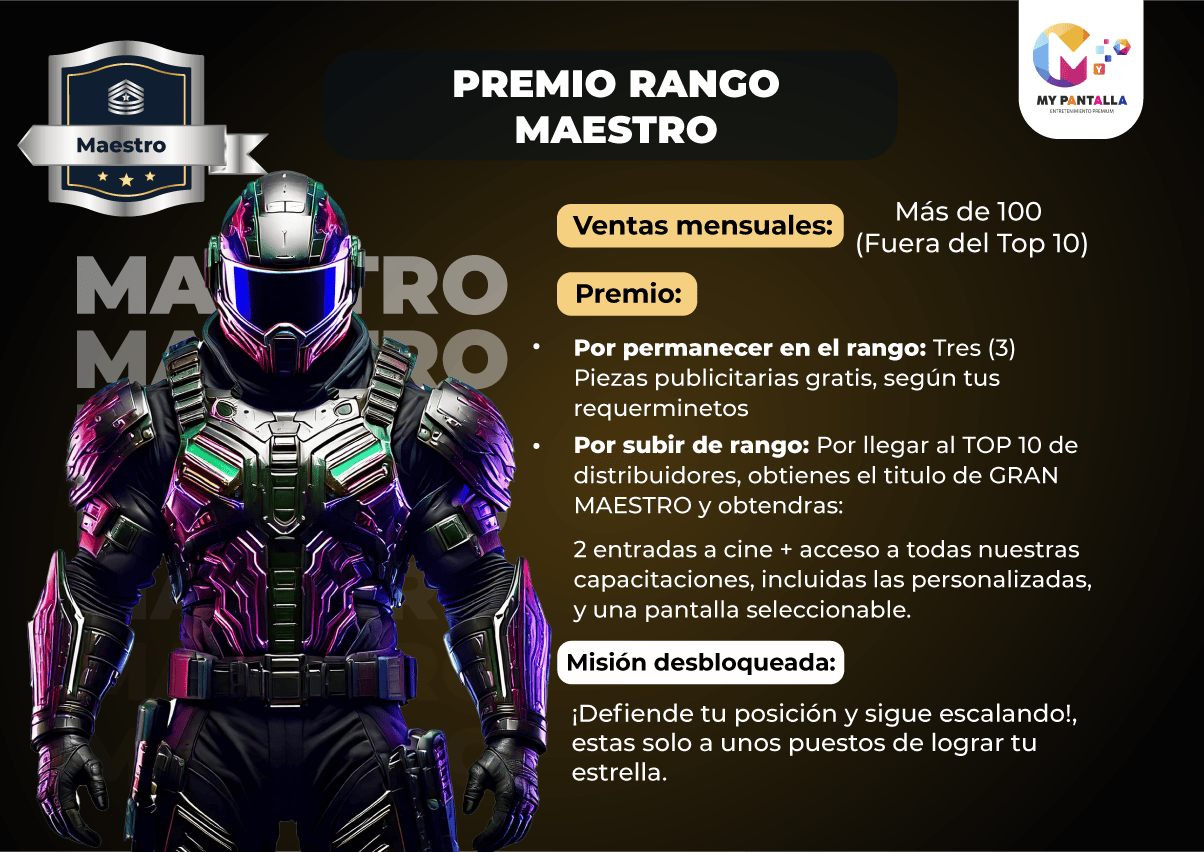 PREMIO RANGO
MAESTRO
MY PANTALLA
ENTRETENIMIENTO PREMIUM
M
Y
Maestro
Ventas mensuales:
Más de 100
(Fuera del Top 10)
Premio:
MAESTRO
MAESTRO
• Por permanecer en el rango: Tres (3)
Piezas publicitarias gratis, según tus
requerminetos
• Por subir de rango: Por llegar al TOP 10 de
distribuidores, obtienes el titulo de GRAN
MAESTRO y obtendras:
2 entradas a cine + acceso a todas nuestras
capacitaciones, incluidas las personalizadas,
y una pantalla seleccionable.
Misión desbloqueada:
¡Defiende tu posición y sigue escalando!,
estas solo a unos puestos de lograr tu
estrella.